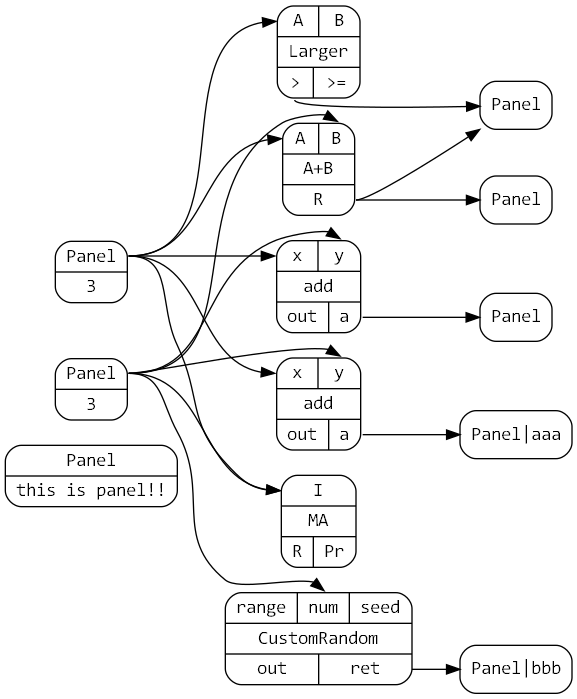 A B
Larger
> >=
Panel
A B
A+B
R
Panel
Panel
3
x y
add
out a
Panel
Panel
3
x y
add
out a
Panel|aaa
Panel
this is panel!!
I
MA
R Pr
range num seed
CustomRandom
out ret
Panel|bbb